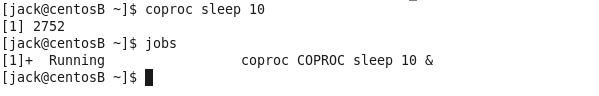 [jack@centosB ~]$ coproc sleep 10
[1] 2752
[jack@centosB ~]$ jobs
[1]+  Running                 coproc COPROC sleep 10 &
[jack@centosB ~]$